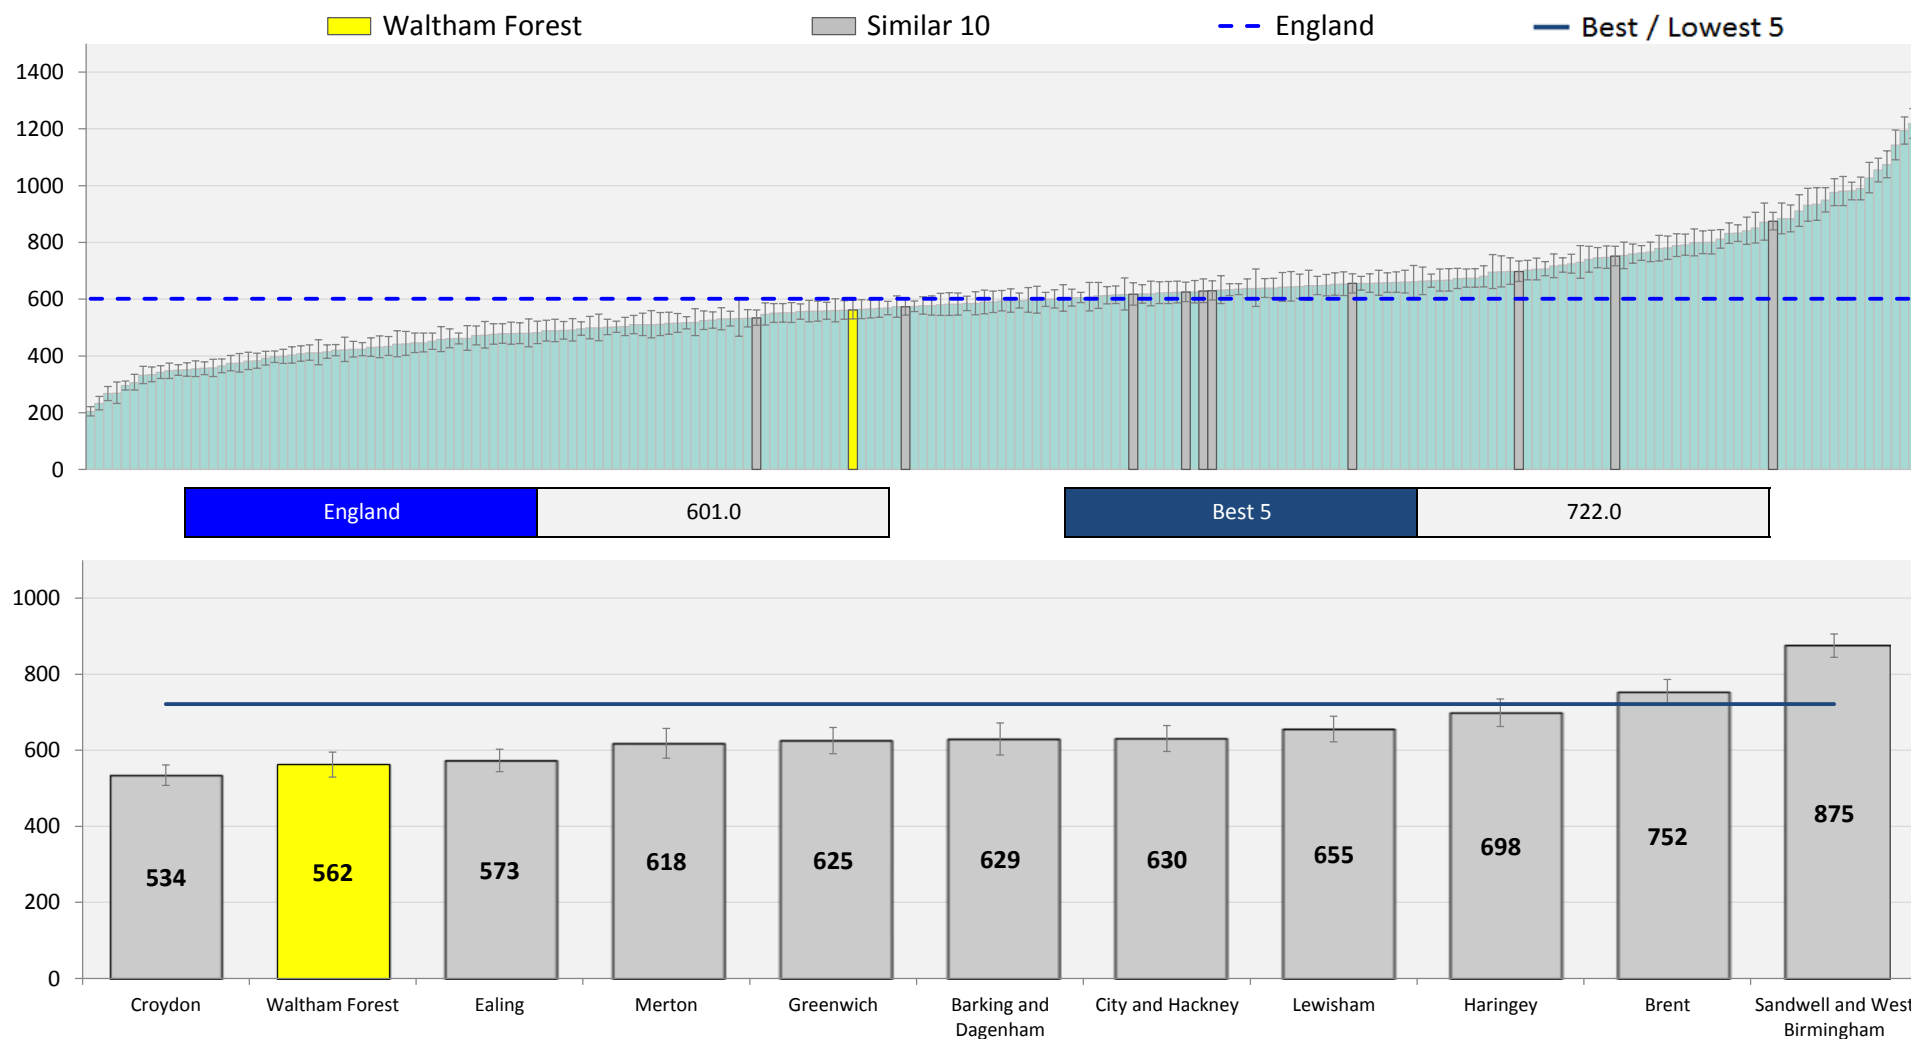 Waltham Forest
Similar 10
England
Best / Lowest 5
1400
1200
1000
800
600
400
200
0
England
601.0
Best 5
722.0
1000
800
600
400
200
0
534
562
573
618
625
629
630
655
698
752
875
Croydon
Waltham Forest
Ealing
Merton
Greenwich
Barking and
Dagenham
City and Hackney
Lewisham
Haringey
Brent
Sandwell and West
Birmingham